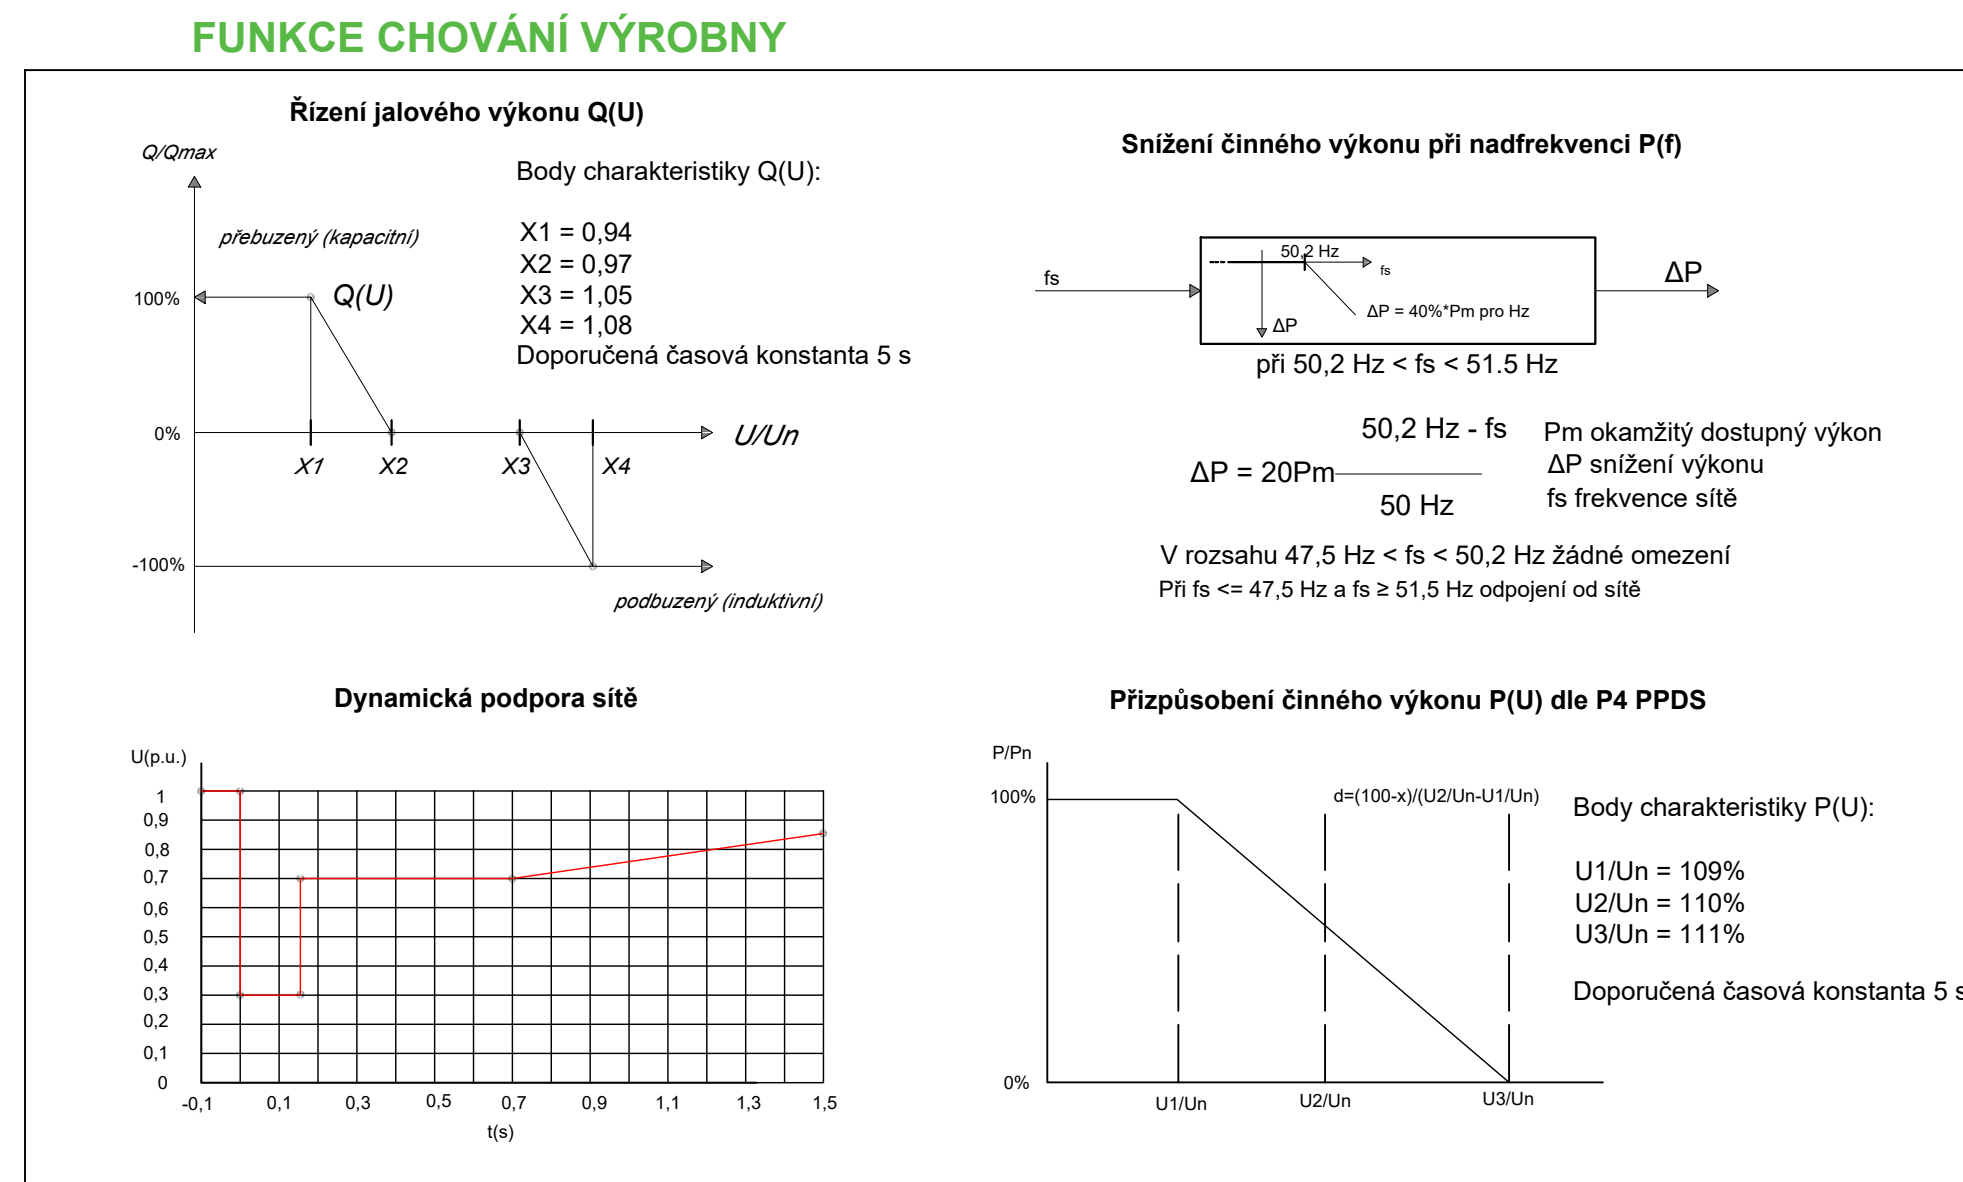 FUNKCE CHOVÁNÍ VÝROBNY
Řízení jalového výkonu Q(U)
Q/Qmax
přebuzený (kapacitní)
Q(U)
100%
0%
-100%
X1
X2
X3
X4
U/Un
podbuzený (induktivní)
Body charakteristiky Q(U):
X1 = 0,94
X2 = 0,97
X3 = 1,05
X4 = 1,08
Doporučená časová konstanta 5 s
Snížení činného výkonu při nadfrekvenci P(f)
fs
50,2 Hz
fs
ΔP = 40%*Pm pro Hz
ΔP
ΔP
při 50,2 Hz < fs < 51.5 Hz
50,2 Hz - fs
ΔP = 20Pm
50 Hz
Pm okamžitý dostupný výkon
ΔP snížení výkonu
fs frekvence sítě
V rozsahu 47,5 Hz < fs < 50,2 Hz žádné omezení
Při fs <= 47,5 Hz a fs ≥ 51,5 Hz odpojení od sítě
Dynamická podpora sítě
U(p.u.)
1
0,9
0,8
0,7
0,6
0,5
0,4
0,3
0,2
0,1
0
-0,1 0,1 0,3 0,5 0,7 0,9 1,1 1,3 1,5
t(s)
Přizpůsobení činného výkonu P(U) dle P4 PPDS
P/Pn
100%
d=(100-x)/(U2/Un-U1/Un)
0%
U1/Un
U2/Un
U3/Un
Body charakteristiky P(U):
U1/Un = 109%
U2/Un = 110%
U3/Un = 111%
Doporučená časová konstanta 5 s